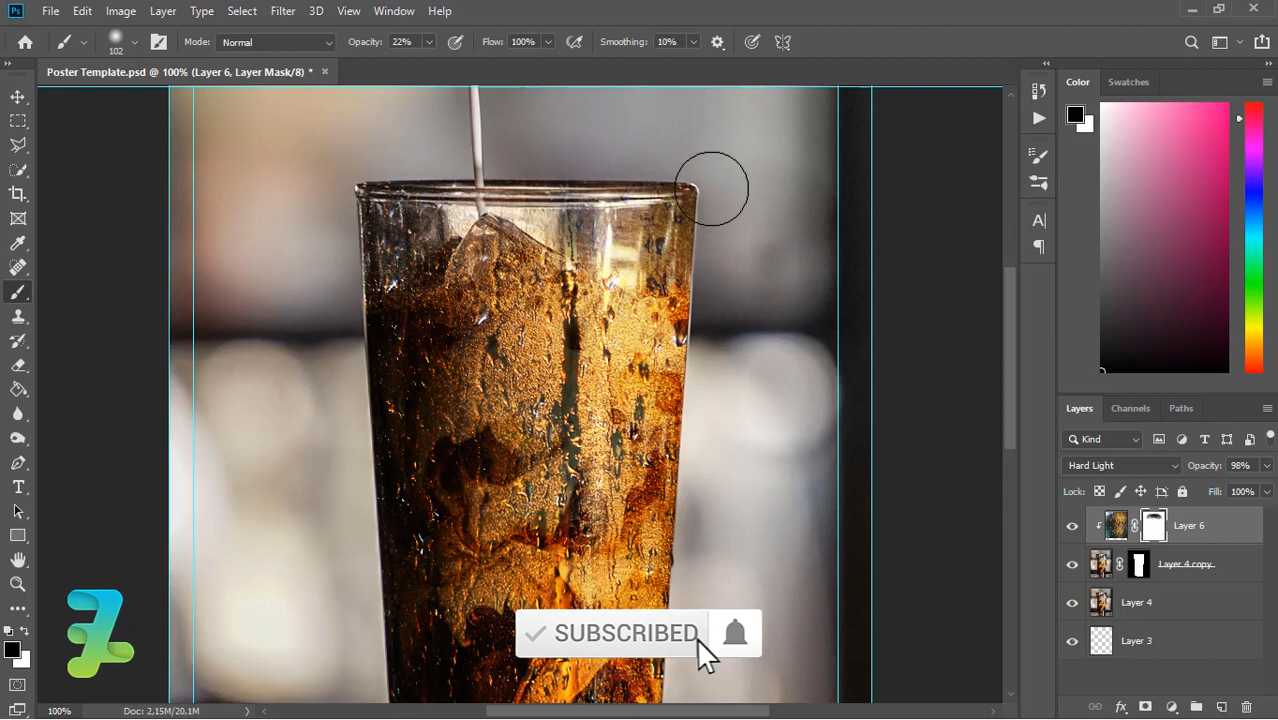 Ps File Edit Image Layer Type Select Filter 3D View Window Help
102 Mode: Normal Opacity: 22% Flow: 100% Smoothing: 10%
Poster Template.psd @ 100% (Layer 6, Layer Mask/8) *
Color Swatches
Layers Channels Paths
Kind
Hard Light Opacity: 98%
Lock: Fill: 100%
Layer 6
Layer 4 copy
Layer 4
Layer 3
SUBSCRIBED
100% Doc: 2,15M/20,1M